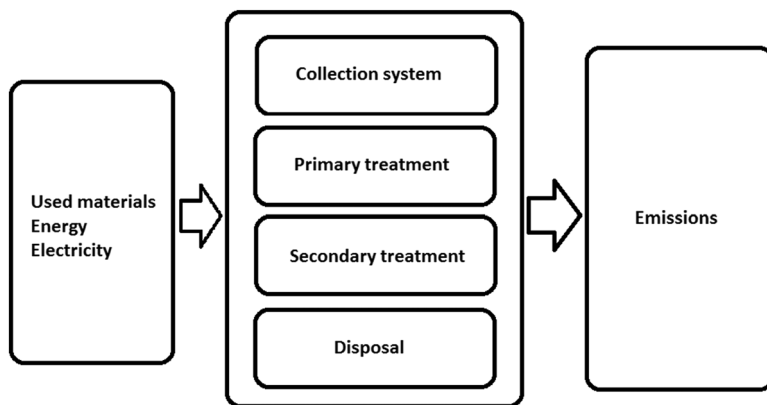 Used materials
Energy
Electricity
Collection system
Primary treatment
Secondary treatment
Disposal
Emissions